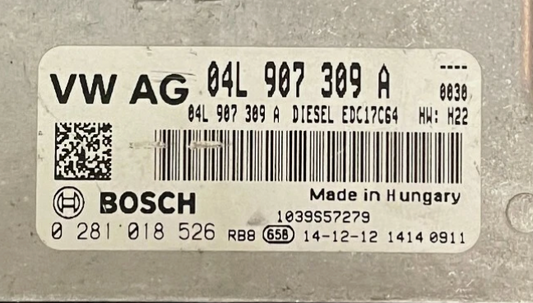 VW AG 04L 907 309 A ----
0030
04L 907 309 A DIESEL EDC17C64 HW: H22
BOSCH Made in Hungary
1039S57279
0 281 018 526 RB8 658 14-12-12 1414 0911